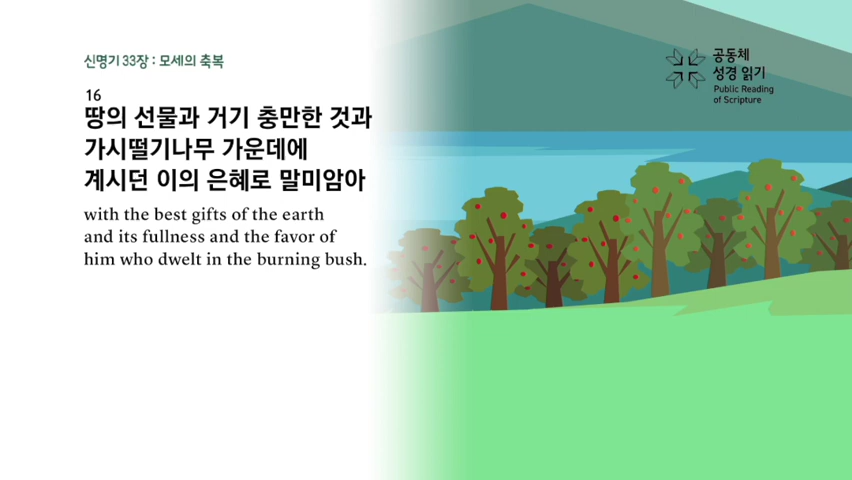 신명기 33장 : 모세의 축복
16
땅의 선물과 거기 충만한 것과
가시떨기나무 가운데에
계시던 이의 은혜로 말미암아
with the best gifts of the earth
and its fullness and the favor of
him who dwelt in the burning bush.
공동체
성경 읽기
Public Reading
of Scripture